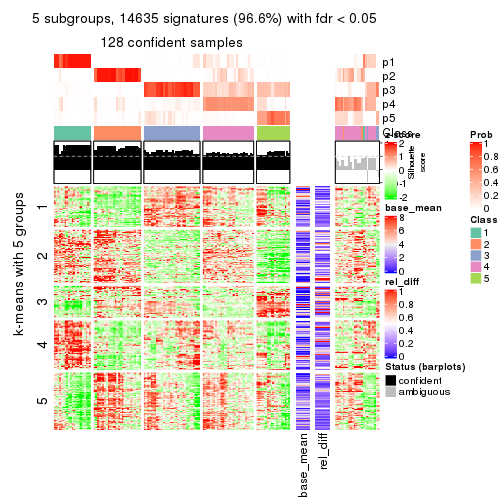 5 subgroups, 14635 signatures (96.6%) with fdr < 0.05
128 confident samples
p1
p2
p3
p4
p5
Class
Silhouette
score
k-means with 5 groups
1
2
3
4
5
base_mean
rel_diff
z-score
2
1
0
-1
-2
base_mean
8
6
4
2
0
rel_diff
1
0.8
0.6
0.4
0.2
0
Status (barplots)
confident
ambiguous
Prob
1
0.8
0.6
0.4
0.2
0
Class
1
2
3
4
5